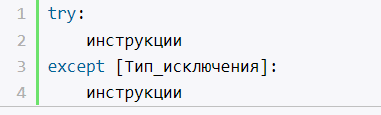 1 try:
2     инструкции
3 except [Тип_исключения]:
4     инструкции